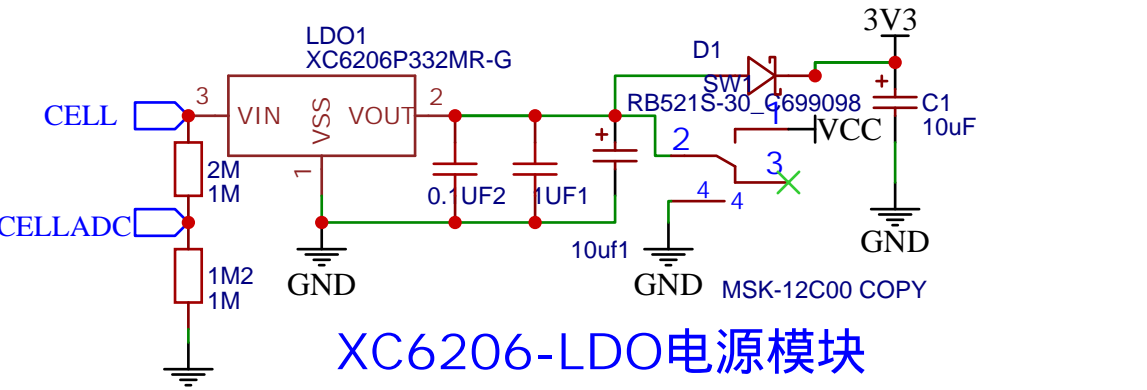 3V3
LDO1
XC6206P332MR-G
D1
SW1
RB521S-30_C699098
CELL
3
VIN
VSS
VOUT
2
1
C1
10uF
1
VCC
2
3
2M
1M
0.1UF2
1UF1
4
4
CELLADC
10uf1
GND
GND
GND
1M2
1M
MSK-12C00 COPY
XC6206-LDO电源模块